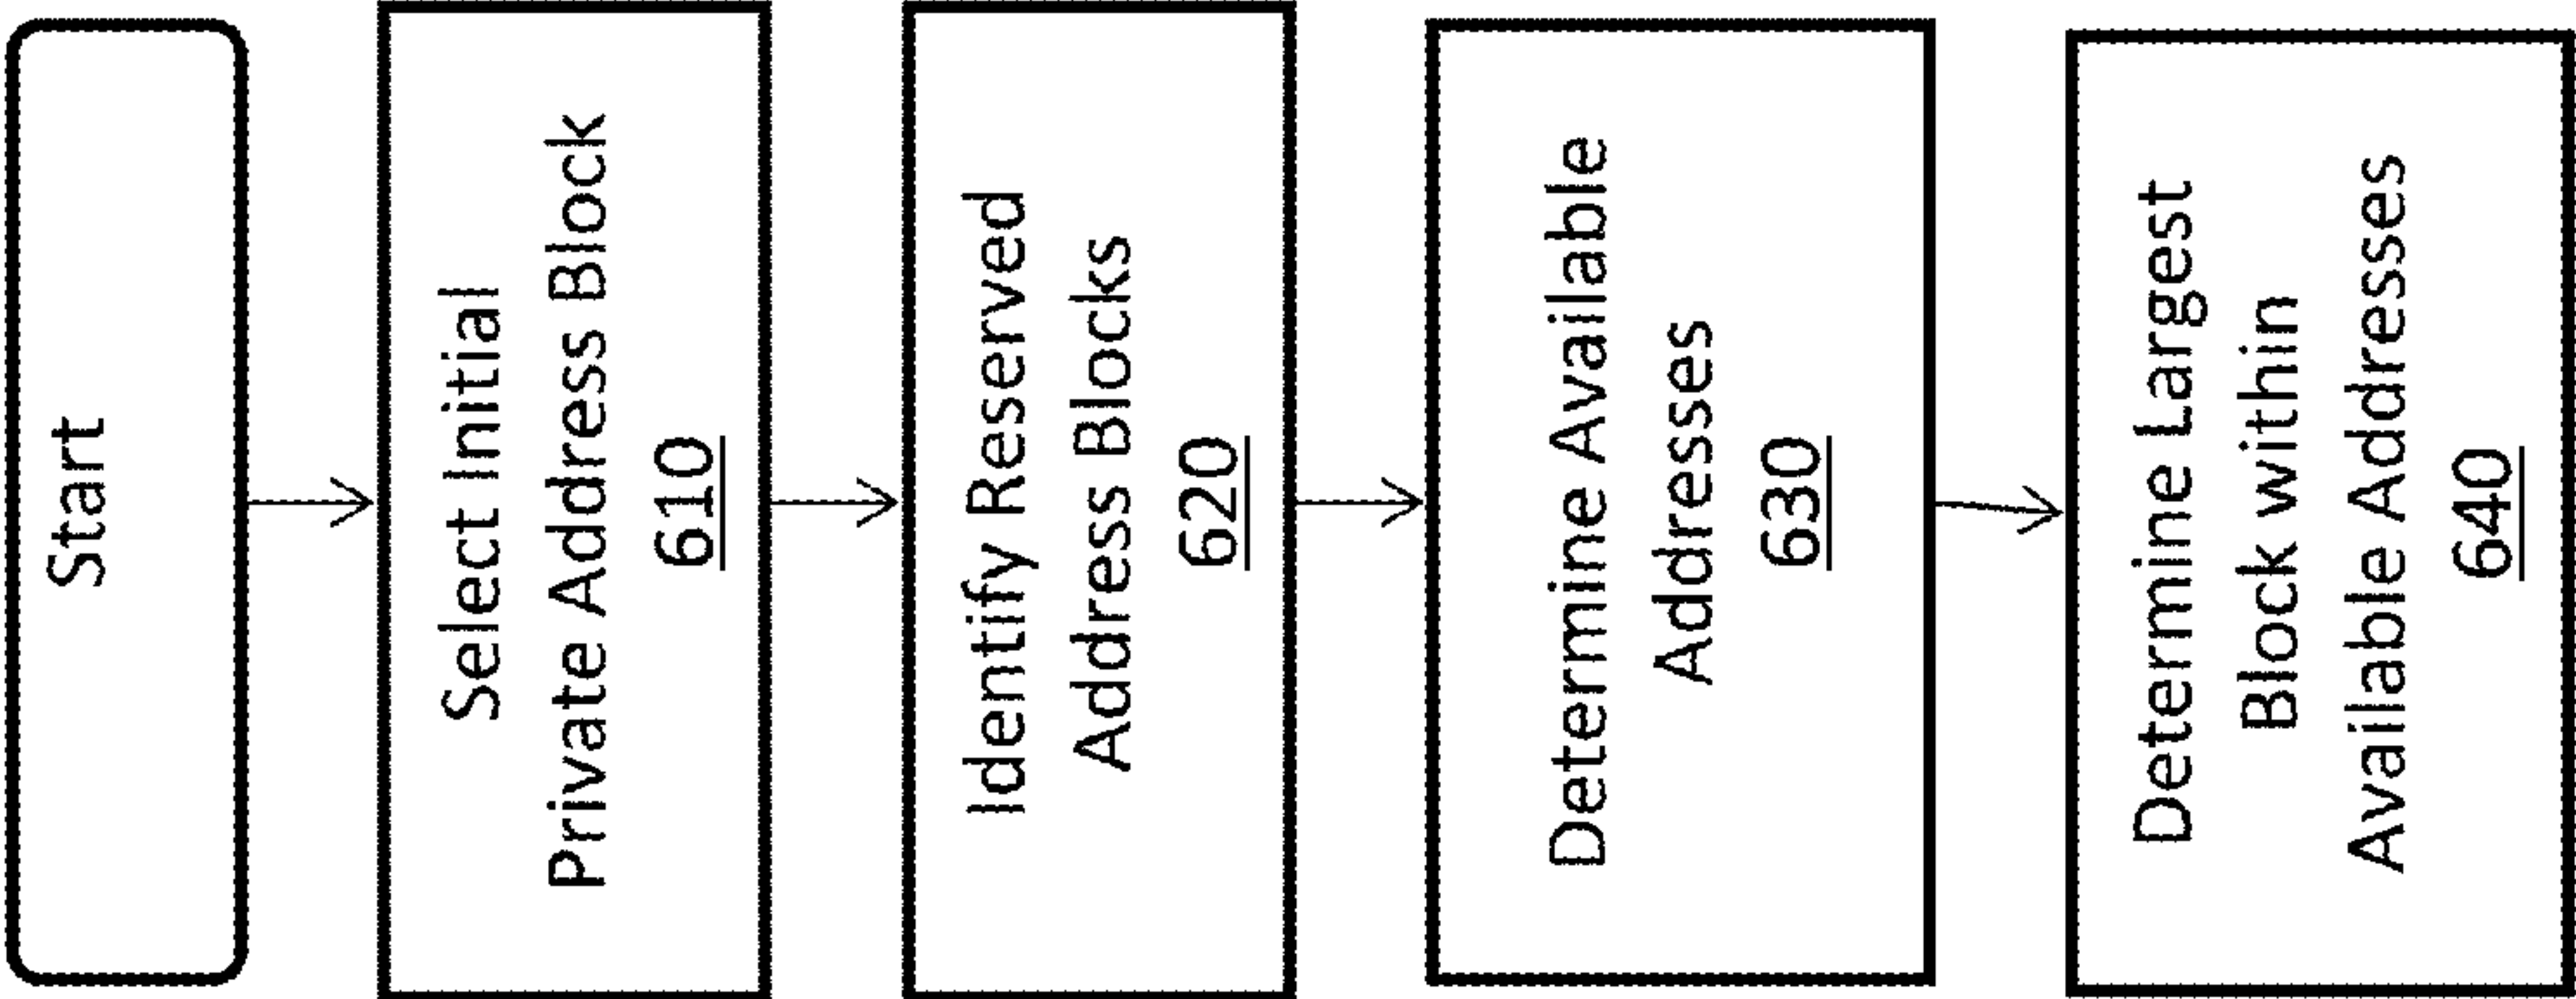 Start
Select Initial
Private Address Block
610
Identify Reserved
Address Blocks
620
Determine Available
Addresses
630
Determine Largest
Block within
Available Addresses
640